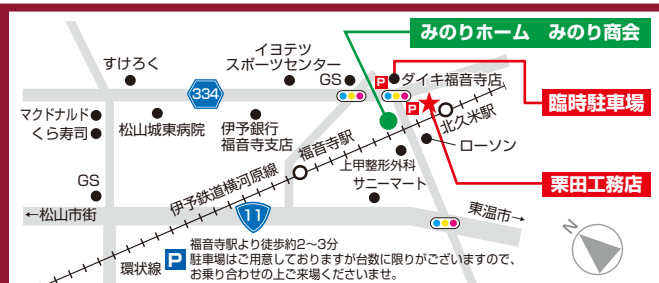 みのりホーム　みのり商会
イヨテツ
スポーツセンター
すけろく
GS
P
ダイキ福音寺店
334
P
臨時駐車場
マクドナルド
くら寿司
松山城東病院
伊予銀行
福音寺支店
福音寺駅
北久米駅
ローソン
上甲整形外科
サニーマート
栗田工務店
GS
伊予鉄道横河原線
←松山市街
11
東温市→
N
環状線
P
福音寺駅より徒歩約2〜3分
駐車場はご用意しておりますが台数に限りがございますので、
お乗り合わせの上ご来場くださいませ。